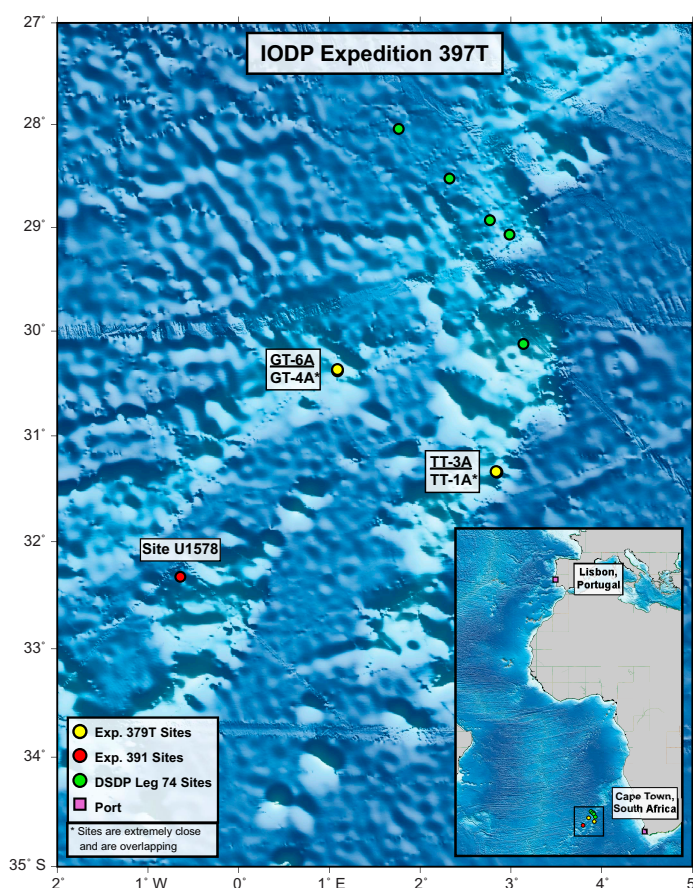 IODP Expedition 397T
27°
28°
29°
30°
31°
32°
33°
34°
35° S
GT-6A
GT-4A*
TT-3A
TT-1A*
Site U1578
Lisbon,
Portugal
Cape Town,
South Africa
Exp. 379T Sites
Exp. 391 Sites
DSDP Leg 74 Sites
Port
* Sites are extremely close
and are overlapping
2°
1° W
0°
1° E
2°
3°
4°
5